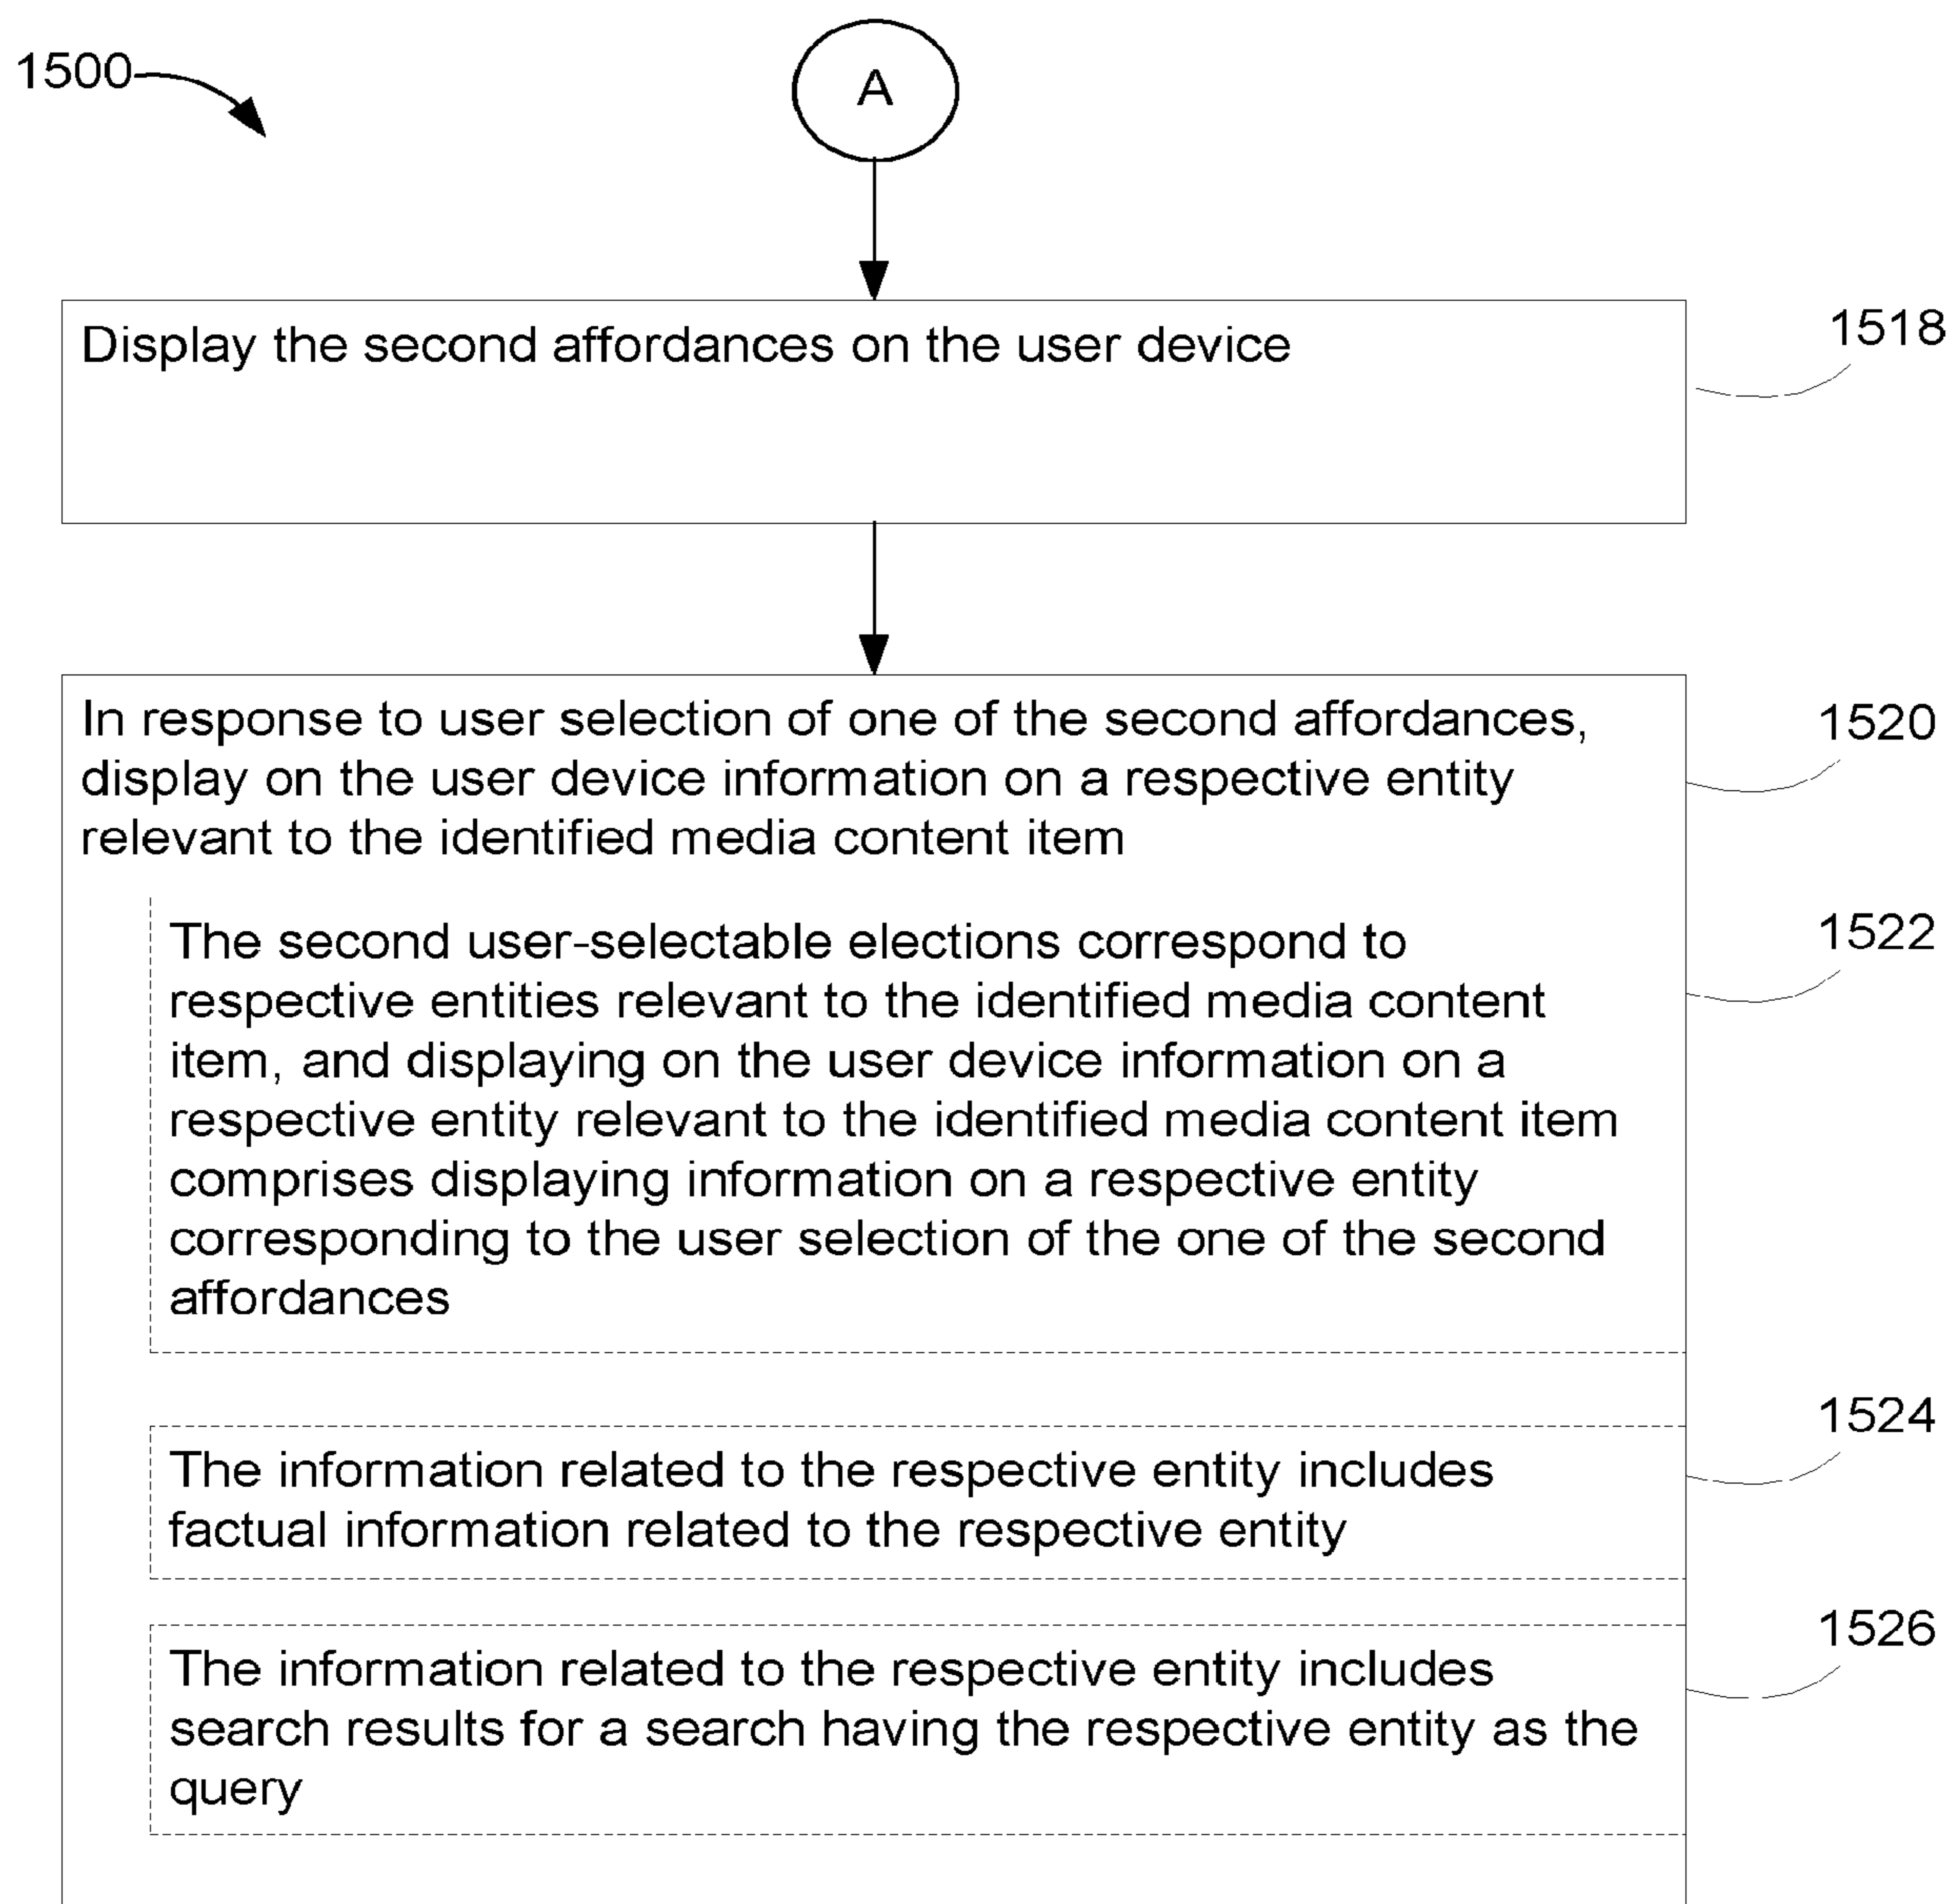 1500
A
Display the second affordances on the user device
1518
In response to user selection of one of the second affordances,
display on the user device information on a respective entity
relevant to the identified media content item
1520
The second user-selectable elections correspond to
respective entities relevant to the identified media content
item, and displaying on the user device information on a
respective entity relevant to the identified media content item
comprises displaying information on a respective entity
corresponding to the user selection of the one of the second
affordances
1522
The information related to the respective entity includes
factual information related to the respective entity
1524
The information related to the respective entity includes
search results for a search having the respective entity as the
query
1526